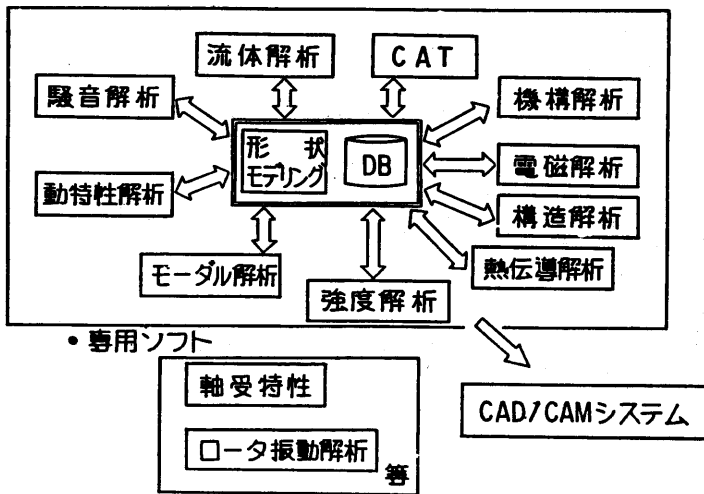 流体解析
CAT
騒音解析
機構解析
形状
モデリング
DB
電磁解析
動特性解析
構造解析
モーダル解析
熱伝導解析
強度解析
・専用ソフト
軸受特性
CAD/CAMシステム
ロータ振動解析
等